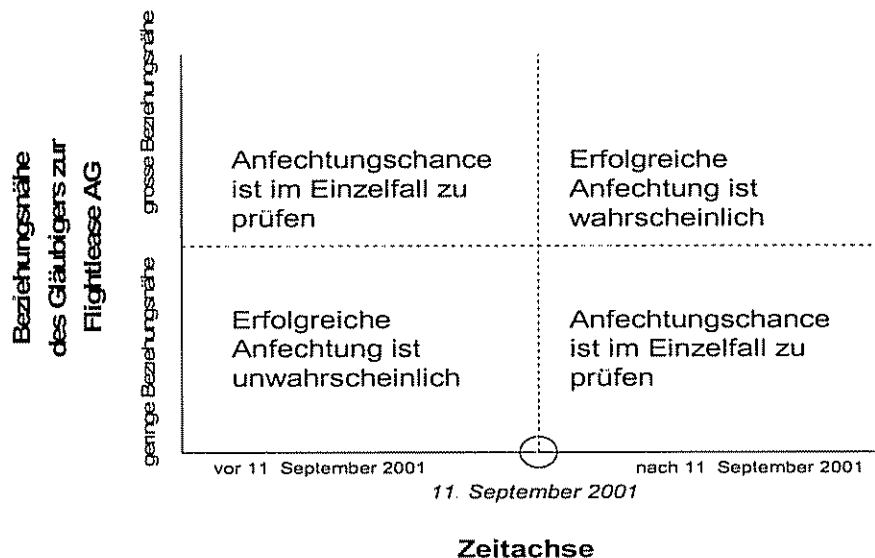 Beziehungsnähe
des Gläubigers zur
Flightlease AG
grosse Beziehungsnähe
geringe Beziehungsnähe
Anfechtungschance
ist im Einzelfall zu
prüfen
Erfolgreiche
Anfechtung ist
wahrscheinlich
Erfolgreiche
Anfechtung ist
unwahrscheinlich
Anfechtungschance
ist im Einzelfall zu
prüfen
vor 11 September 2001
nach 11 September 2001
11. September 2001
Zeitachse